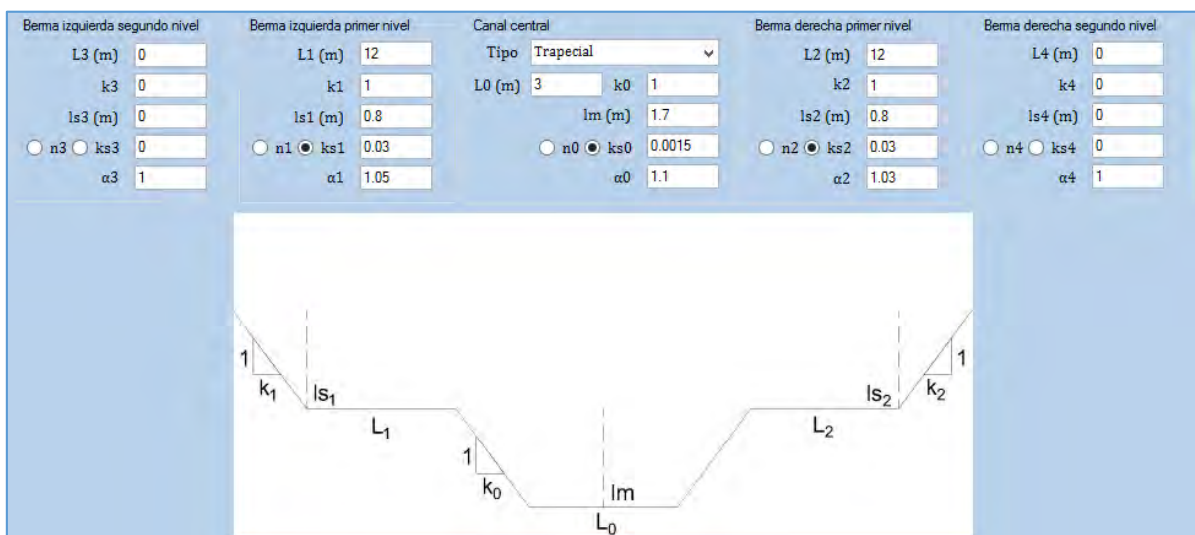 Berma izquierda segundo nivel
L3 (m) 0
k3 0
ls3 (m) 0
n3 ks3 0
α3 1
Berma izquierda primer nivel
L1 (m) 12
k1 1
ls1 (m) 0.8
n1 ks1 0.03
α1 1.05
Canal central
Tipo Trapecial
L0 (m) 3 k0 1
lm (m) 1.7
n0 ks0 0.0015
α0 1.1
Berma derecha primer nivel
L2 (m) 12
k2 1
ls2 (m) 0.8
n2 ks2 0.03
α2 1.03
Berma derecha segundo nivel
L4 (m) 0
k4 0
ls4 (m) 0
n4 ks4 0
α4 1
1
k₁
ls₁
L₁
1
k₀
lm
L₀
L₂
ls₂
k₂
1